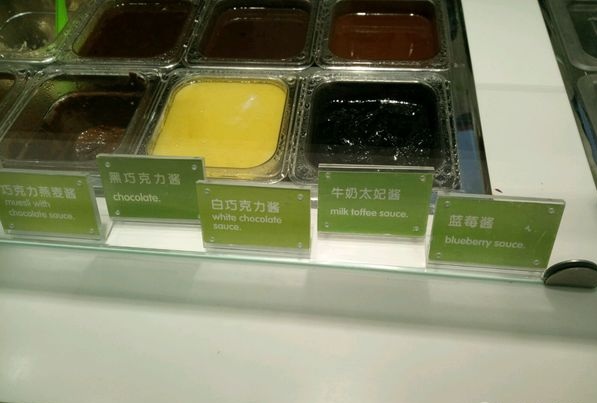 巧克力燕麦酱
muesli with
chocolate sauce.
黑巧克力酱
chocolate.
白巧克力酱
white chocolate
sauce.
牛奶太妃酱
milk toffee sauce.
蓝莓酱
blueberry sauce.